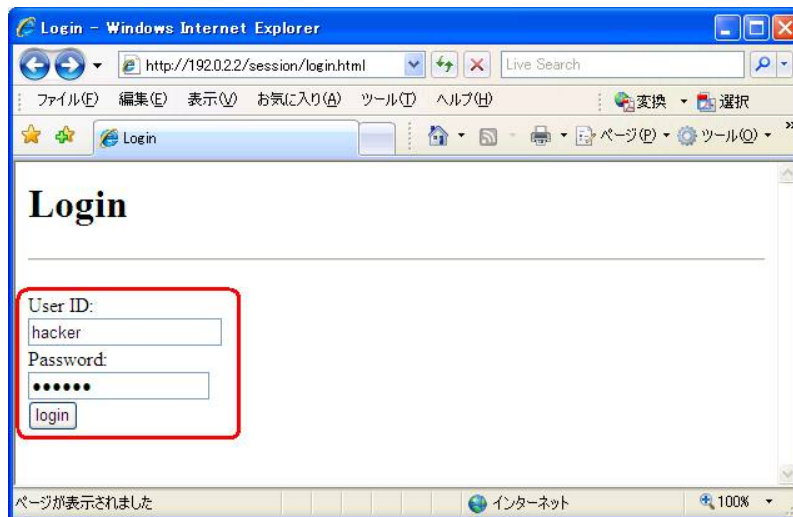 Login - Windows Internet Explorer
http://192.0.2.2/session/login.html
Live Search
ファイル(F) 編集(E) 表示(V) お気に入り(A) ツール(T) ヘルプ(H)
変換 選択
Login
ページ(P) ツール(O)
Login
User ID:
hacker
Password:
••••••
login
ページが表示されました
インターネット
100%